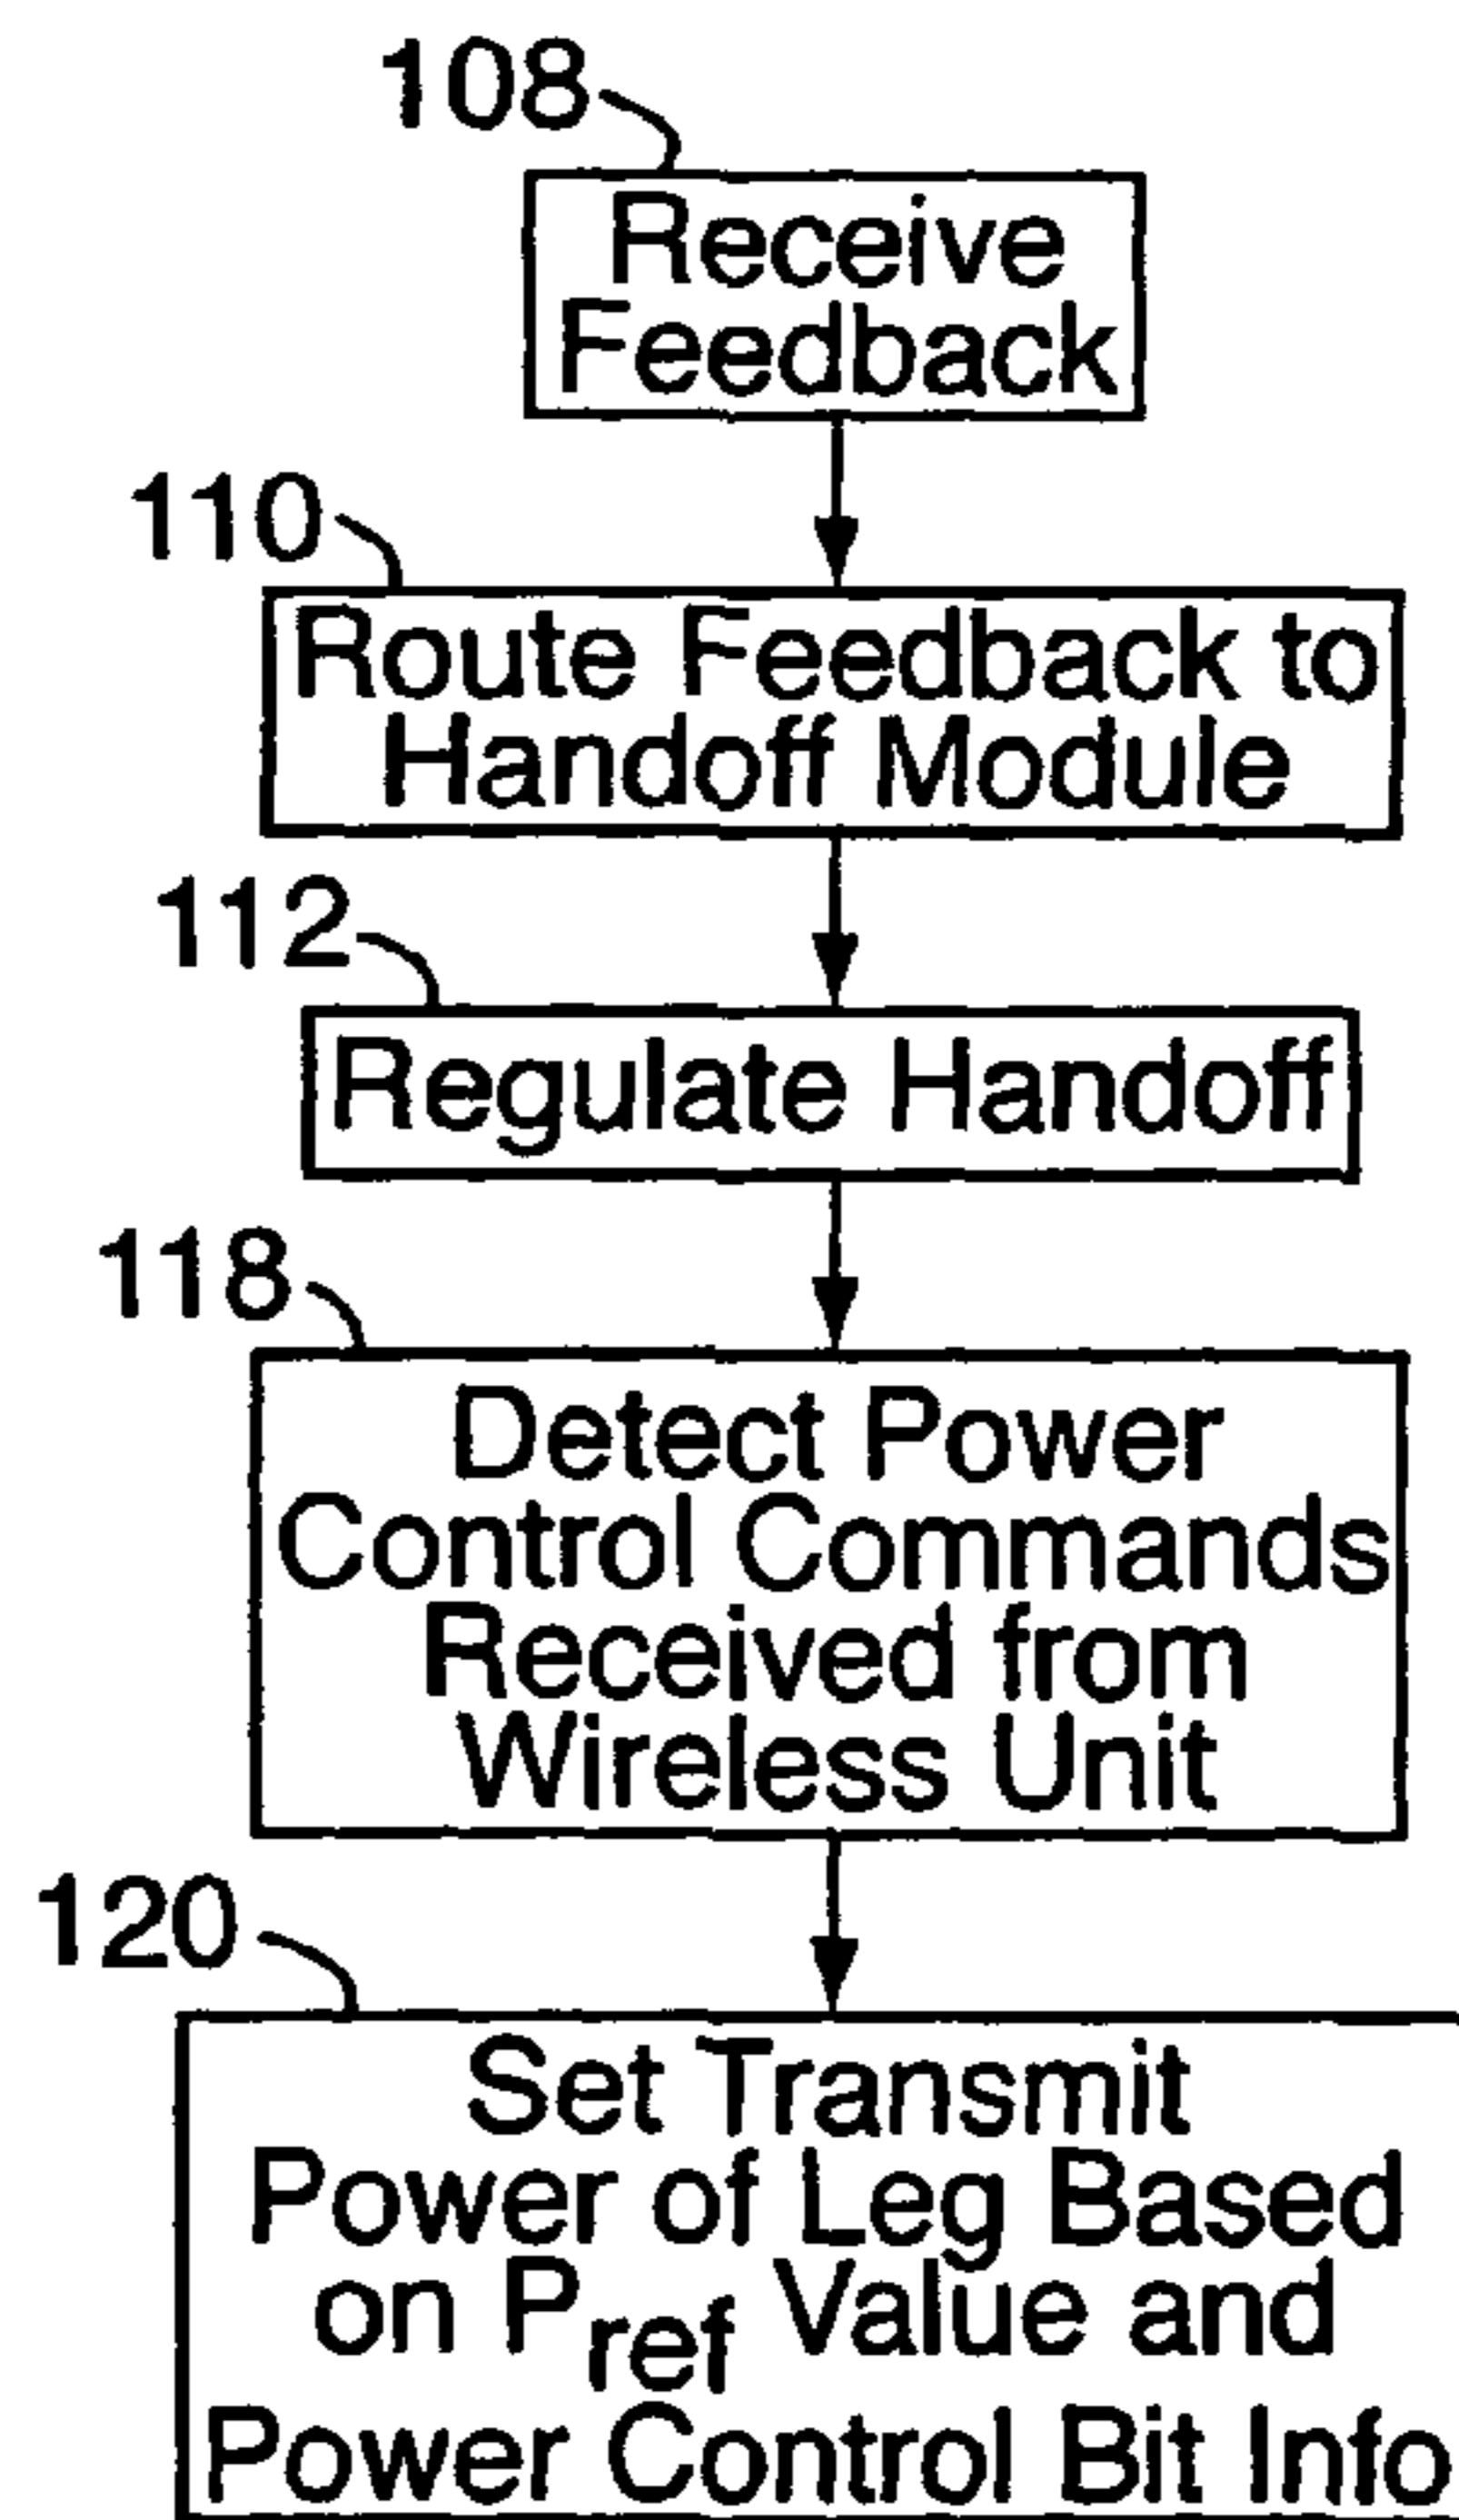 108
Receive
Feedback
110
Route Feedback to
Handoff Module
112
Regulate Handoff
118
Detect Power
Control Commands
Received from
Wireless Unit
120
Set Transmit
Power of Leg Based
on Pref Value and
Power Control Bit Info